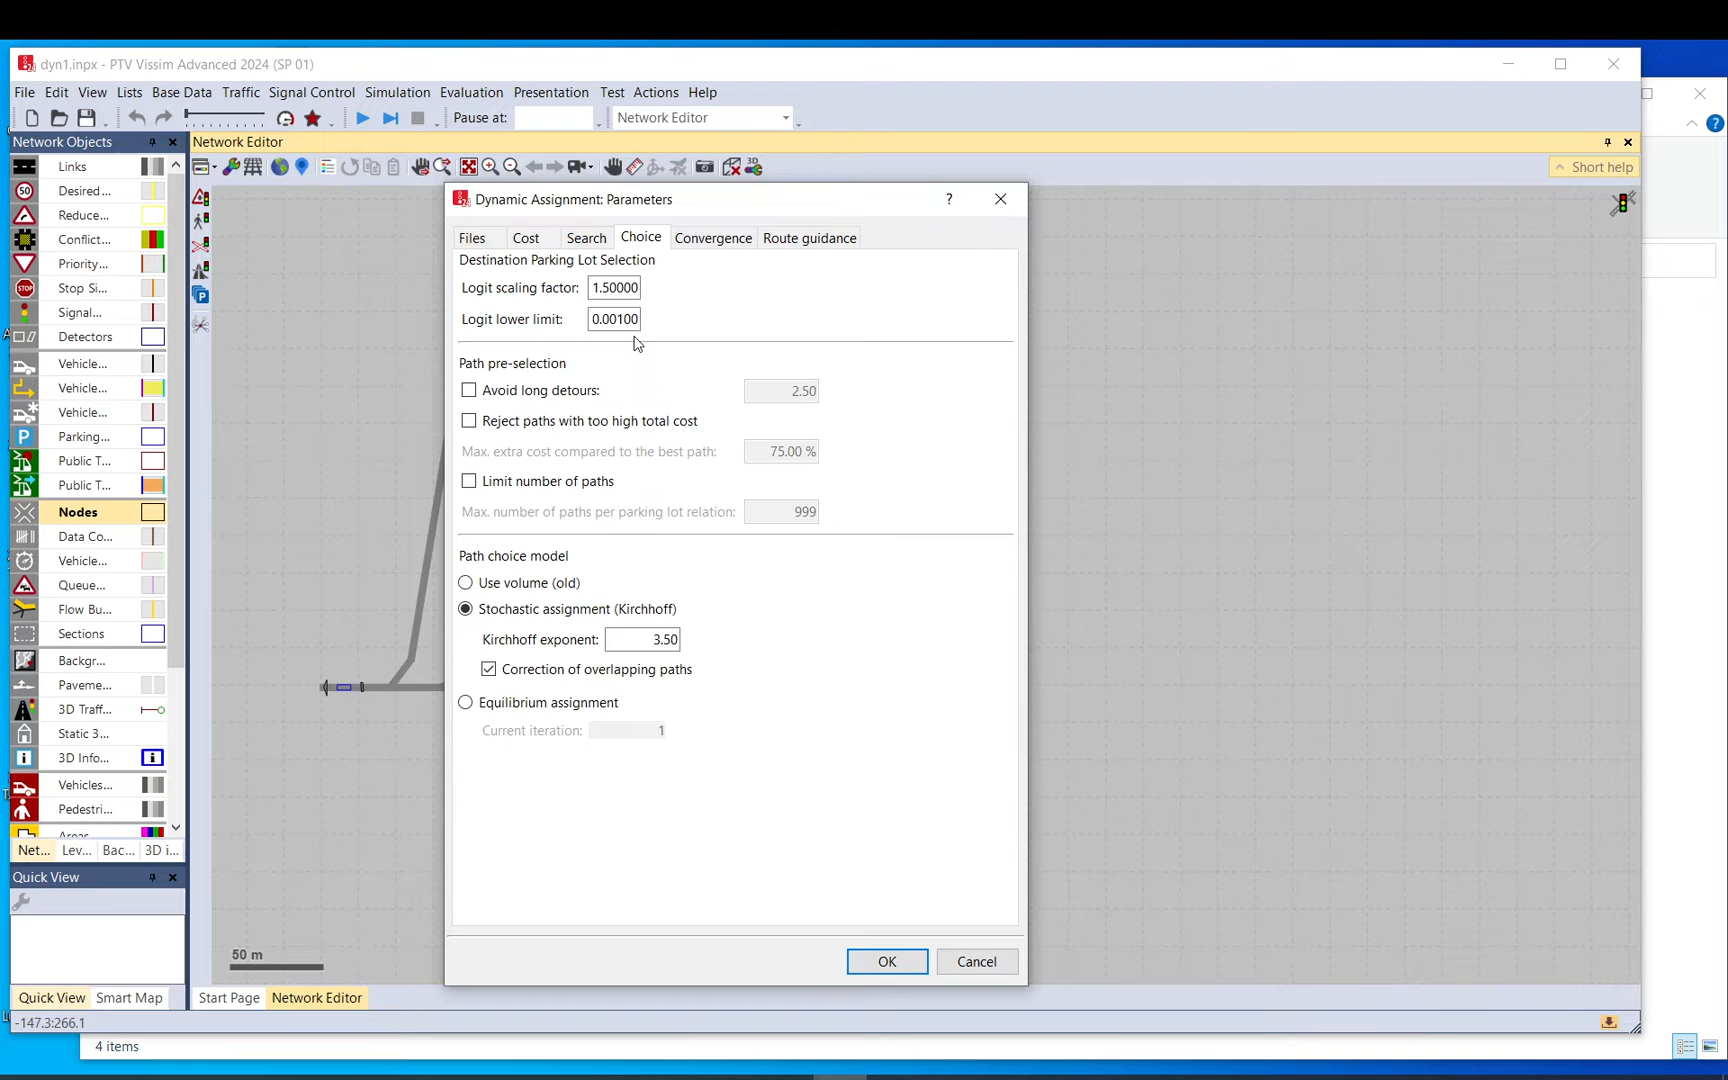 dyn1.inpx - PTV Vissim Advanced 2024 (SP 01)
File Edit View Lists Base Data Traffic Signal Control Simulation Evaluation Presentation Test Actions Help
Pause at: Network Editor
Network Objects
Network Editor
Short help
Links
50 Desired...
Reduce...
Conflict...
Priority...
STOP Stop Si...
Signal...
Detectors
Vehicle...
Vehicle...
Vehicle...
P Parking...
Public T...
Public T...
Nodes
Data Co...
Vehicle...
Queue...
Flow Bu...
Sections
Backgr...
Paveme...
3D Traff...
Static 3...
3D Info...
Vehicles...
Pedestri...
Areas
Net... Lev... Bac... 3D i...
Quick View
Quick View Smart Map
Dynamic Assignment: Parameters
Files Cost Search Choice Convergence Route guidance
Destination Parking Lot Selection
Logit scaling factor: 1.50000
Logit lower limit: 0.00100
Path pre-selection
Avoid long detours: 2.50
Reject paths with too high total cost
Max. extra cost compared to the best path: 75.00 %
Limit number of paths
Max. number of paths per parking lot relation: 999
Path choice model
Use volume (old)
Stochastic assignment (Kirchhoff)
Kirchhoff exponent: 3.50
Correction of overlapping paths
Equilibrium assignment
Current iteration: 1
OK Cancel
50 m
Start Page Network Editor
-147.3:266.1
4 items